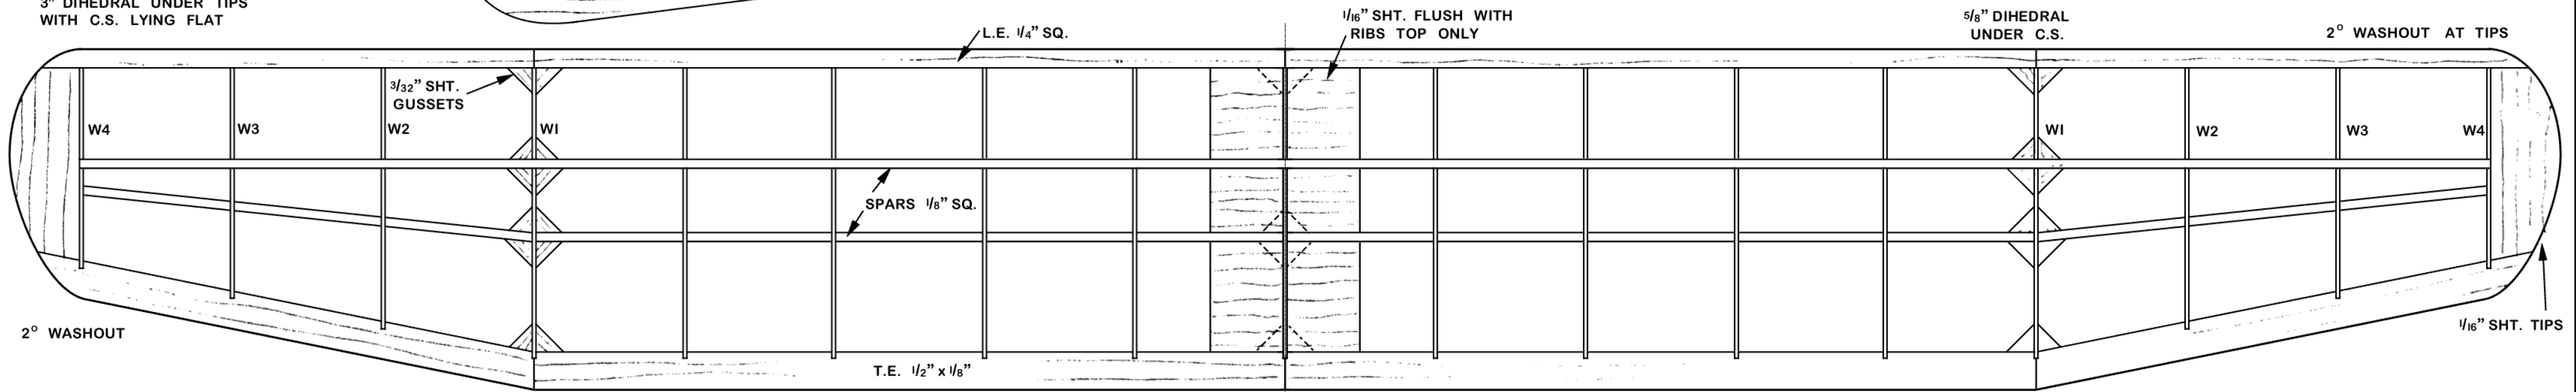 3" DIHEDRAL UNDER TIPS
WITH C.S. LYING FLAT
L.E. 1/4" SQ.
1/16" SHT. FLUSH WITH
RIBS TOP ONLY
5/8" DIHEDRAL
UNDER C.S.
2° WASHOUT AT TIPS
3/32" SHT.
GUSSETS
W4
W3
W2
W1
W1
W2
W3
W4
SPARS 1/8" SQ.
2° WASHOUT
T.E. 1/2" x 1/8"
1/16" SHT. TIPS